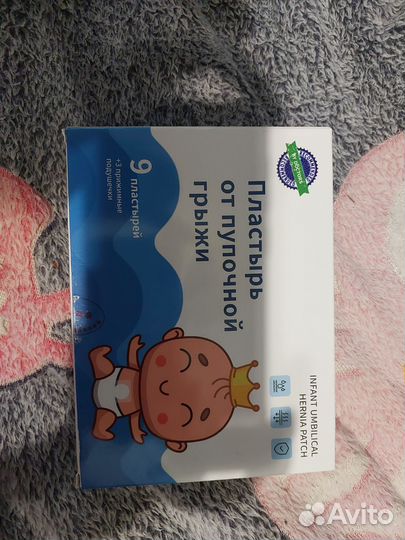 INFANT UMBILICAL
HERNIA PATCH
Пластырь
от пупочной
грыжи
9 пластырей
+3 прижимные
подушечки
Avito